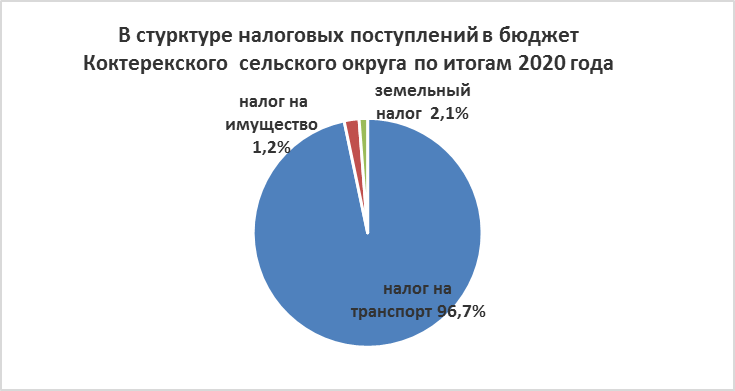 В стурктуре налоговых поступлений в бюджет
Коктерекского сельского округа по итогам 2020 года
налог на
имущество
1,2%
земельный
налог 2,1%
налог на
транспорт 96,7%